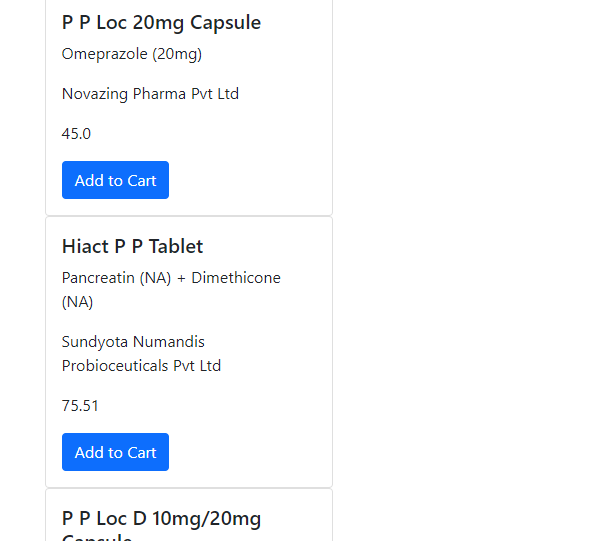 P P Loc 20mg Capsule
Omeprazole (20mg)
Novazing Pharma Pvt Ltd
45.0
Add to Cart
Hiact P P Tablet
Pancreatin (NA) + Dimethicone
(NA)
Sundyota Numandis
Probioceuticals Pvt Ltd
75.51
Add to Cart
P P Loc D 10mg/20mg
Capsule